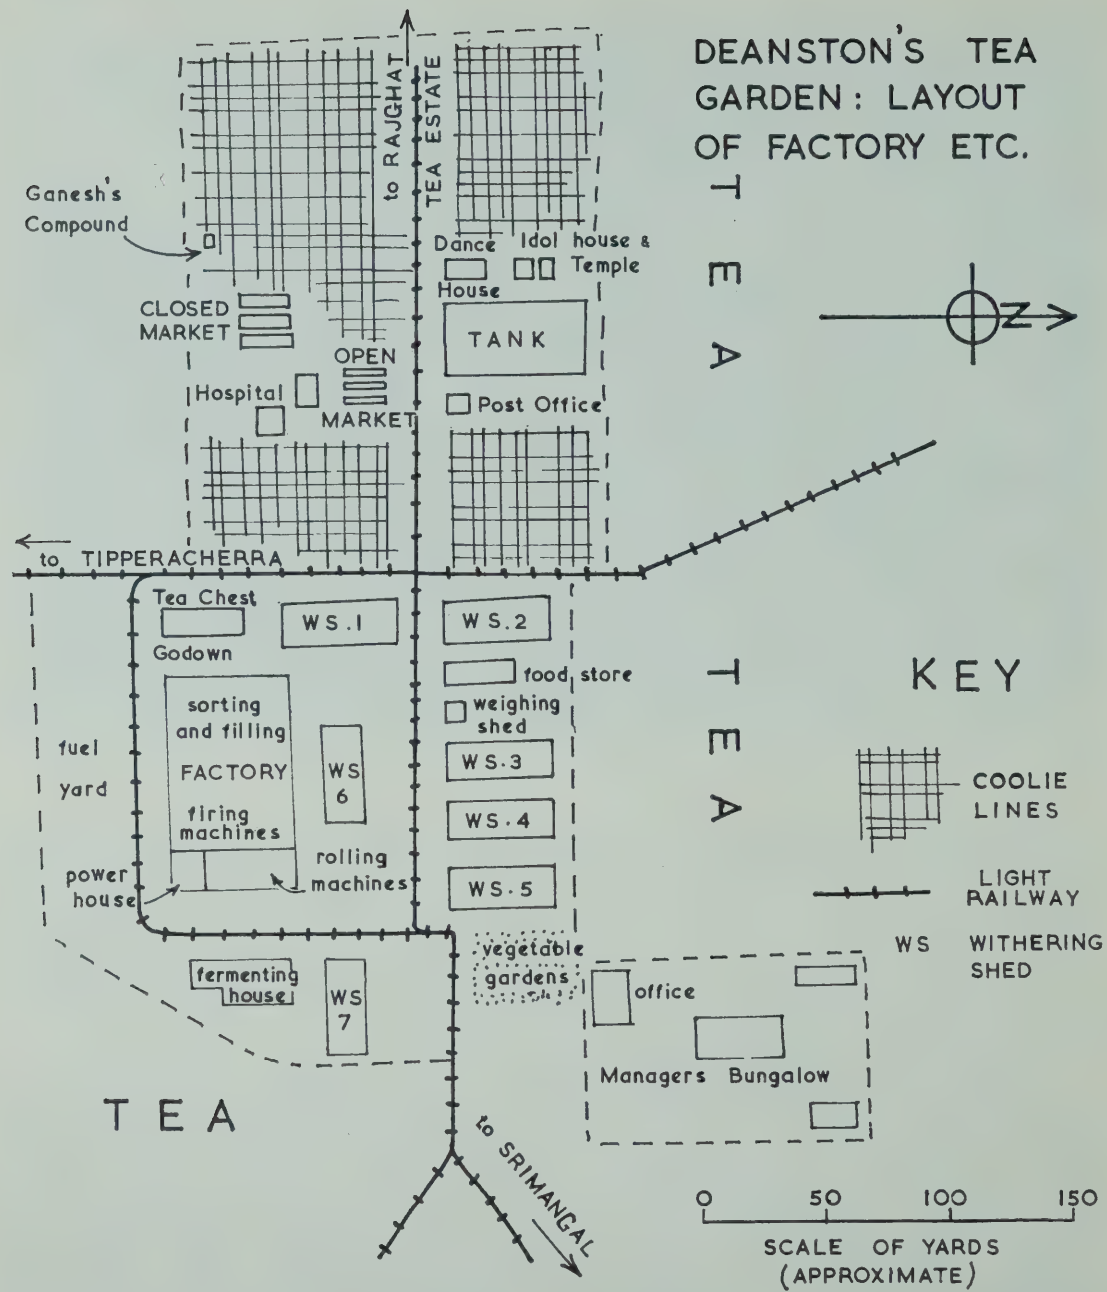 DEANSTON'S TEA
GARDEN: LAYOUT
OF FACTORY ETC.
to RAJGHAT
TEA ESTATE
Ganesh's
Compound
Dance
House
Idol house &
Temple
CLOSED
MARKET
TANK
OPEN
MARKET
Hospital
Post Office
TEA
N
to TIPPERACHERRA
Tea Chest
Godown
WS.1
WS.2
food store
weighing
shed
sorting
and filling
FACTORY
firing
machines
WS
6
WS.3
WS.4
WS.5
fuel
yard
power
house
rolling
machines
TEA
KEY
COOLIE
LINES
LIGHT
RAILWAY
WS WITHERING
SHED
fermenting
house
WS
7
vegetable
gardens
office
Managers Bungalow
TEA
to SRIMANGAL
0 50 100 150
SCALE OF YARDS
(APPROXIMATE)